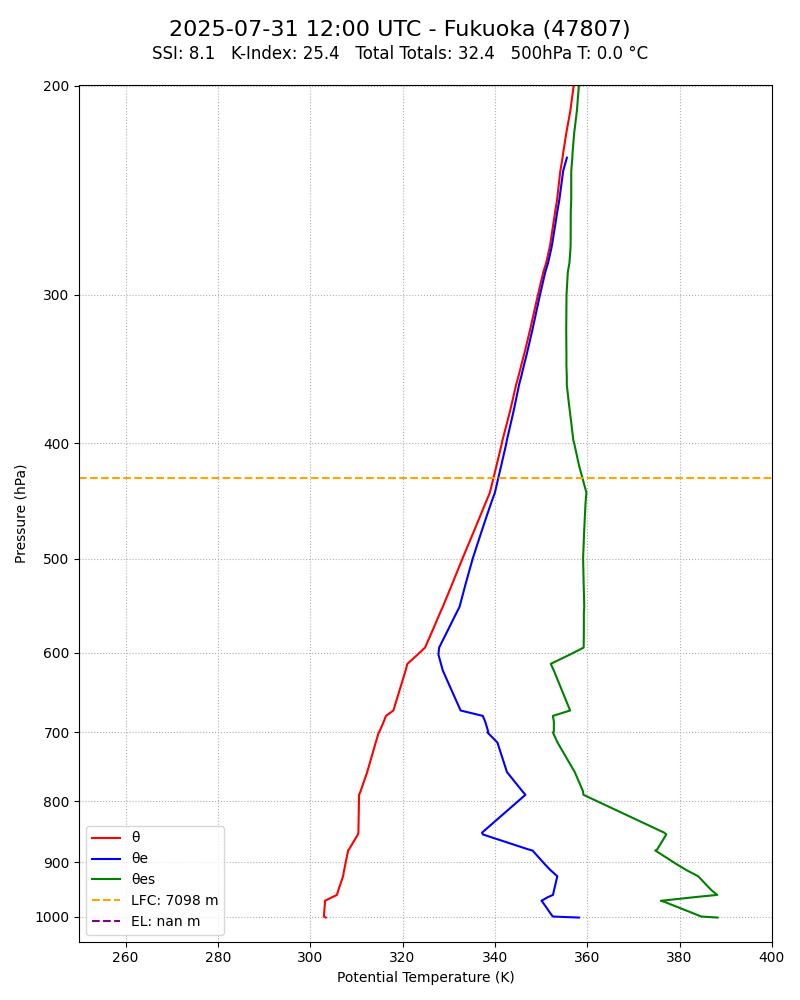 2025-07-31 12:00 UTC - Fukuoka (47807)
SSI: 8.1   K-Index: 25.4   Total Totals: 32.4   500hPa T: 0.0 °C
Pressure (hPa)
200
300
400
500
600
700
800
900
1000
θ
θe
θes
LFC: 7098 m
EL: nan m
260 280 300 320 340 360 380 400
Potential Temperature (K)